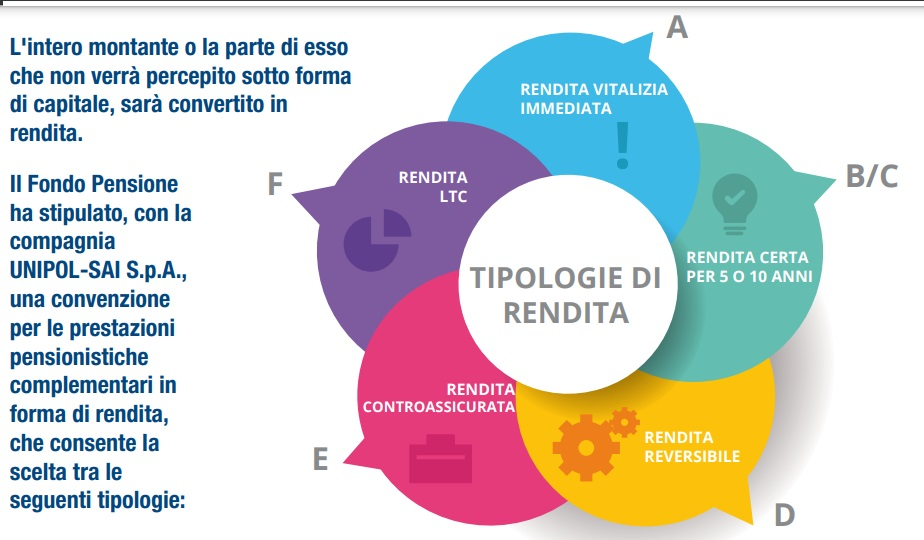 L'intero montante o la parte di esso
che non verrà percepito sotto forma
di capitale, sarà convertito in
rendita.
Il Fondo Pensione
ha stipulato, con la
compagnia
UNIPOL-SAI S.p.A.,
una convenzione
per le prestazioni
pensionistiche
complementari in
forma di rendita,
che consente la
scelta tra le
seguenti tipologie:
TIPOLOGIE DI
RENDITA
A
RENDITA VITALIZIA
IMMEDIATA
!
B/C
RENDITA CERTA
PER 5 O 10 ANNI
D
RENDITA
REVERSIBILE
E
RENDITA
CONTROASSICURATA
F
RENDITA
LTC